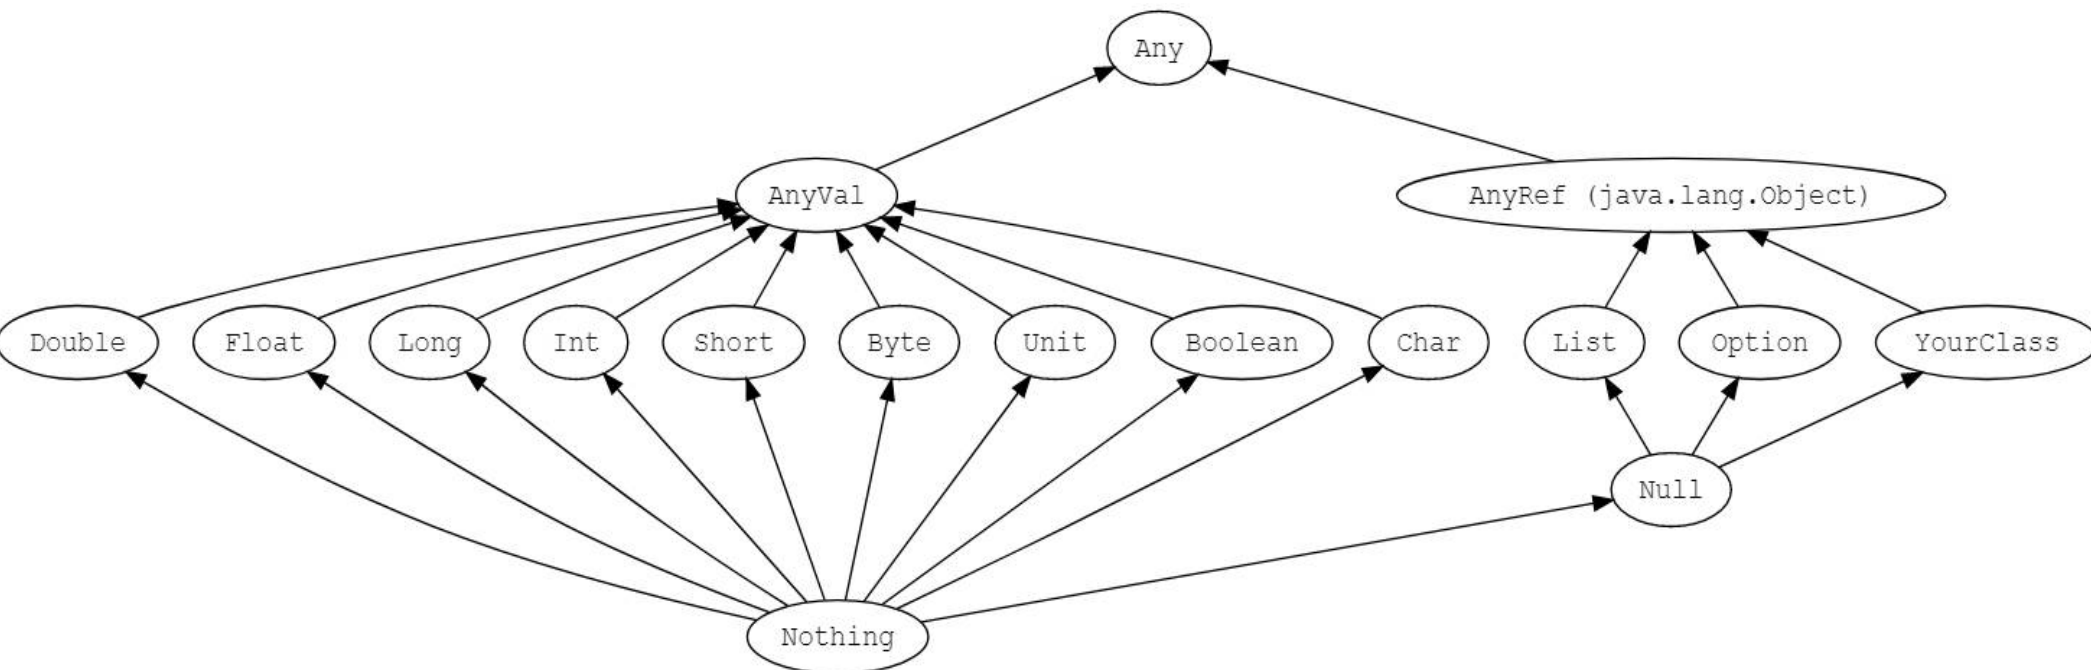 Any
AnyVal
AnyRef (java.lang.Object)
Double
Float
Long
Int
Short
Byte
Unit
Boolean
Char
List
Option
YourClass
Null
Nothing